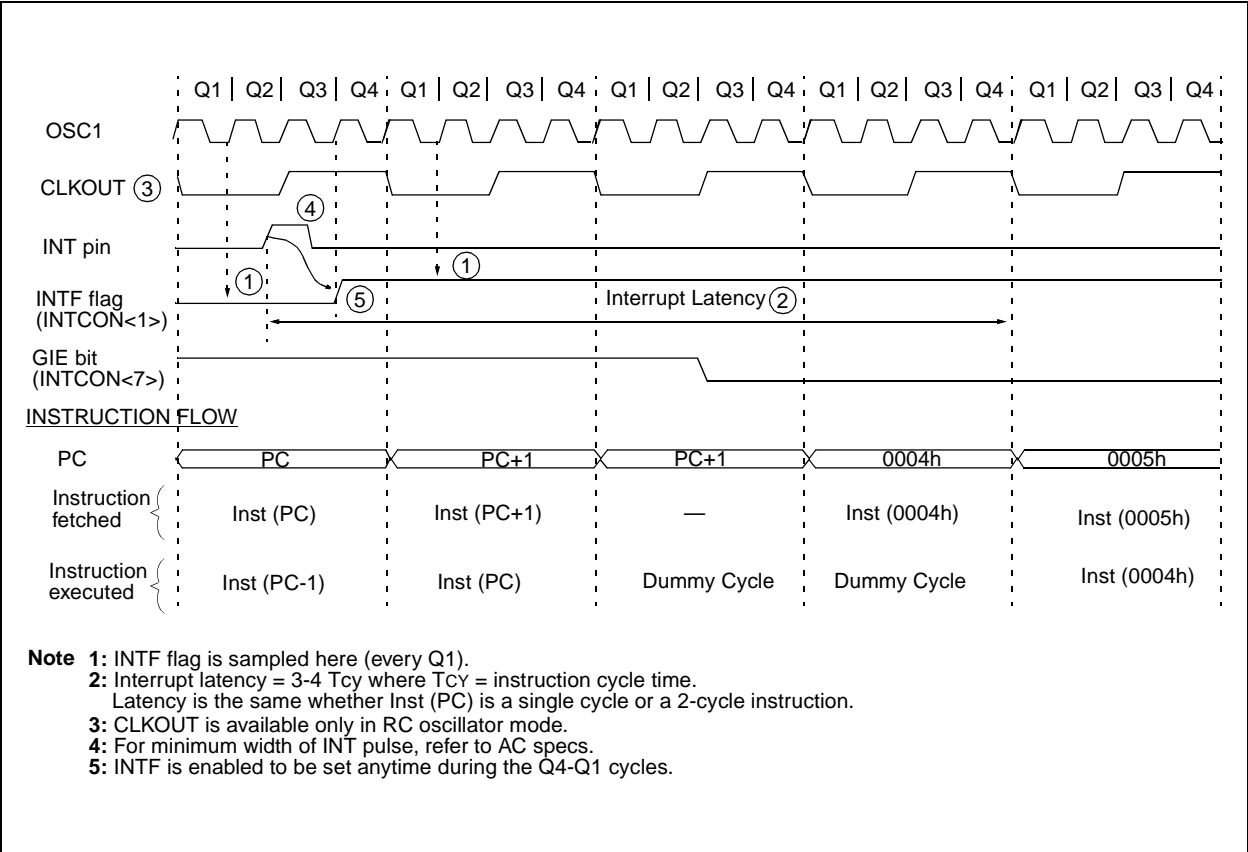 Q1 | Q2 | Q3 | Q4 Q1 | Q2 | Q3 | Q4 Q1 | Q2 | Q3 | Q4 Q1 | Q2 | Q3 | Q4 Q1 | Q2 | Q3 | Q4
OSC1
CLKOUT 3
4
INT pin
1
1
INTF flag
(INTCON<1>)
5
Interrupt Latency 2
GIE bit
(INTCON<7>)
INSTRUCTION FLOW
PC PC PC+1 PC+1 0004h 0005h
Instruction
fetched
Inst (PC) Inst (PC+1) — Inst (0004h) Inst (0005h)
Instruction
executed
Inst (PC-1) Inst (PC) Dummy Cycle Dummy Cycle Inst (0004h)
Note 1: INTF flag is sampled here (every Q1).
2: Interrupt latency = 3-4 Tcy where TCY = instruction cycle time.
Latency is the same whether Inst (PC) is a single cycle or a 2-cycle instruction.
3: CLKOUT is available only in RC oscillator mode.
4: For minimum width of INT pulse, refer to AC specs.
5: INTF is enabled to be set anytime during the Q4-Q1 cycles.